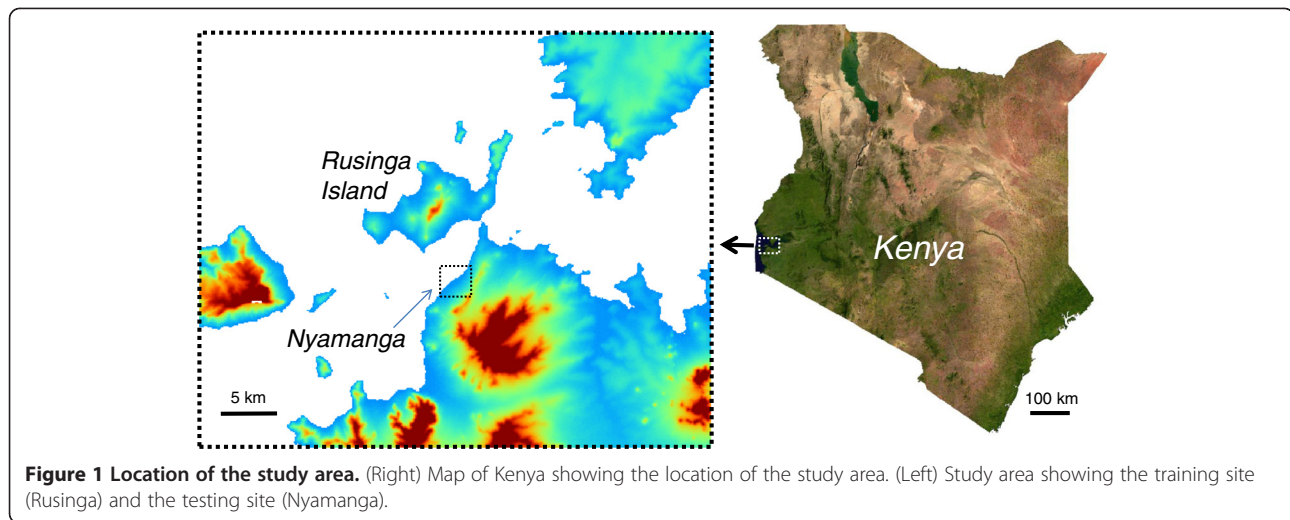 Rusinga
Island
Nyamanga
5 km
Kenya
100 km
Figure 1 Location of the study area. (Right) Map of Kenya showing the location of the study area. (Left) Study area showing the training site
(Rusinga) and the testing site (Nyamanga).